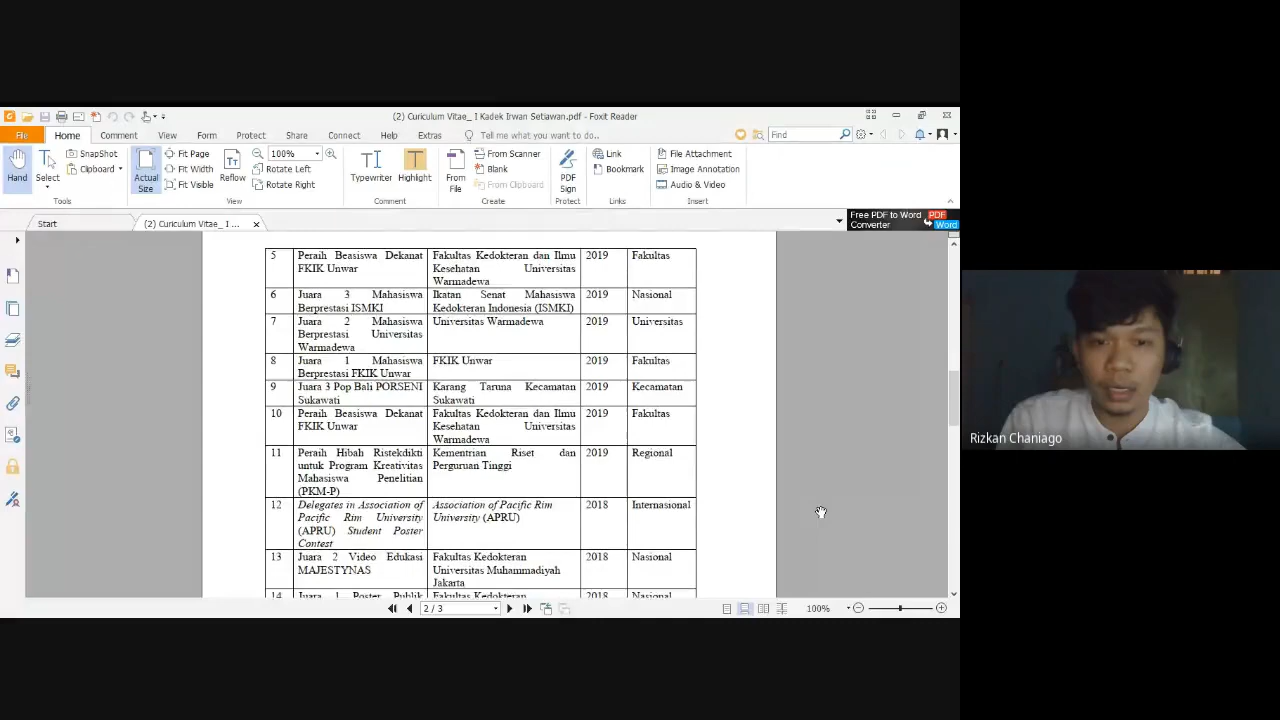 (2) Curiculum Vitae_ I Kadek Irwan Setiawan.pdf - Foxit Reader
File Home Comment View Form Protect Share Connect Help Extras Tell me what you want to do.. Find
Hand
Select
SnapShot
Clipboard
Tools
Actual Size
Fit Page
Fit Width
Fit Visible
Reflow
100%
Rotate Left
Rotate Right
View
Typewriter
Highlight
Comment
From File
From Scanner
Blank
From Clipboard
Create
PDF Sign
Protect
Link
Bookmark
Links
File Attachment
Image Annotation
Audio & Video
Insert
Start
(2) Curiculum Vitae_ I ...
Free PDF to Word Converter
PDF
Word
5 Peraih Beasiswa Dekanat Fakultas Kedokteran dan Ilmu 2019 Fakultas
FKIK Unwar Kesehatan Universitas
Warmadewa
6 Juara 3 Mahasiswa Ikatan Senat Mahasiswa 2019 Nasional
Berprestasi ISMKI Kedokteran Indonesia (ISMKI)
7 Juara 2 Mahasiswa Universitas Warmadewa 2019 Universitas
Berprestasi Universitas
Warmadewa
8 Juara 1 Mahasiswa FKIK Unwar 2019 Fakultas
Berprestasi FKIK Unwar
9 Juara 3 Pop Bali PORSENI Karang Taruna Kecamatan 2019 Kecamatan
Sukawati Sukawati
10 Peraih Beasiswa Dekanat Fakultas Kedokteran dan Ilmu 2019 Fakultas
FKIK Unwar Kesehatan Universitas
Warmadewa
11 Peraih Hibah Ristekdikti Kementrian Riset dan 2019 Regional
untuk Program Kreativitas Perguruan Tinggi
Mahasiswa Penelitian
(PKM-P)
12 Delegates in Association of Association of Pacific Rim 2018 Internasional
Pacific Rim University University (APRU)
(APRU) Student Poster
Contest
13 Juara 2 Video Edukasi Fakultas Kedokteran 2018 Nasional
MAJESTYNAS Universitas Muhammadiyah
Jakarta
14 Juara 1 Poster Publik Fakultas Kedokteran 2018 Nasional
2 / 3
100%
Rizkan Chaniago